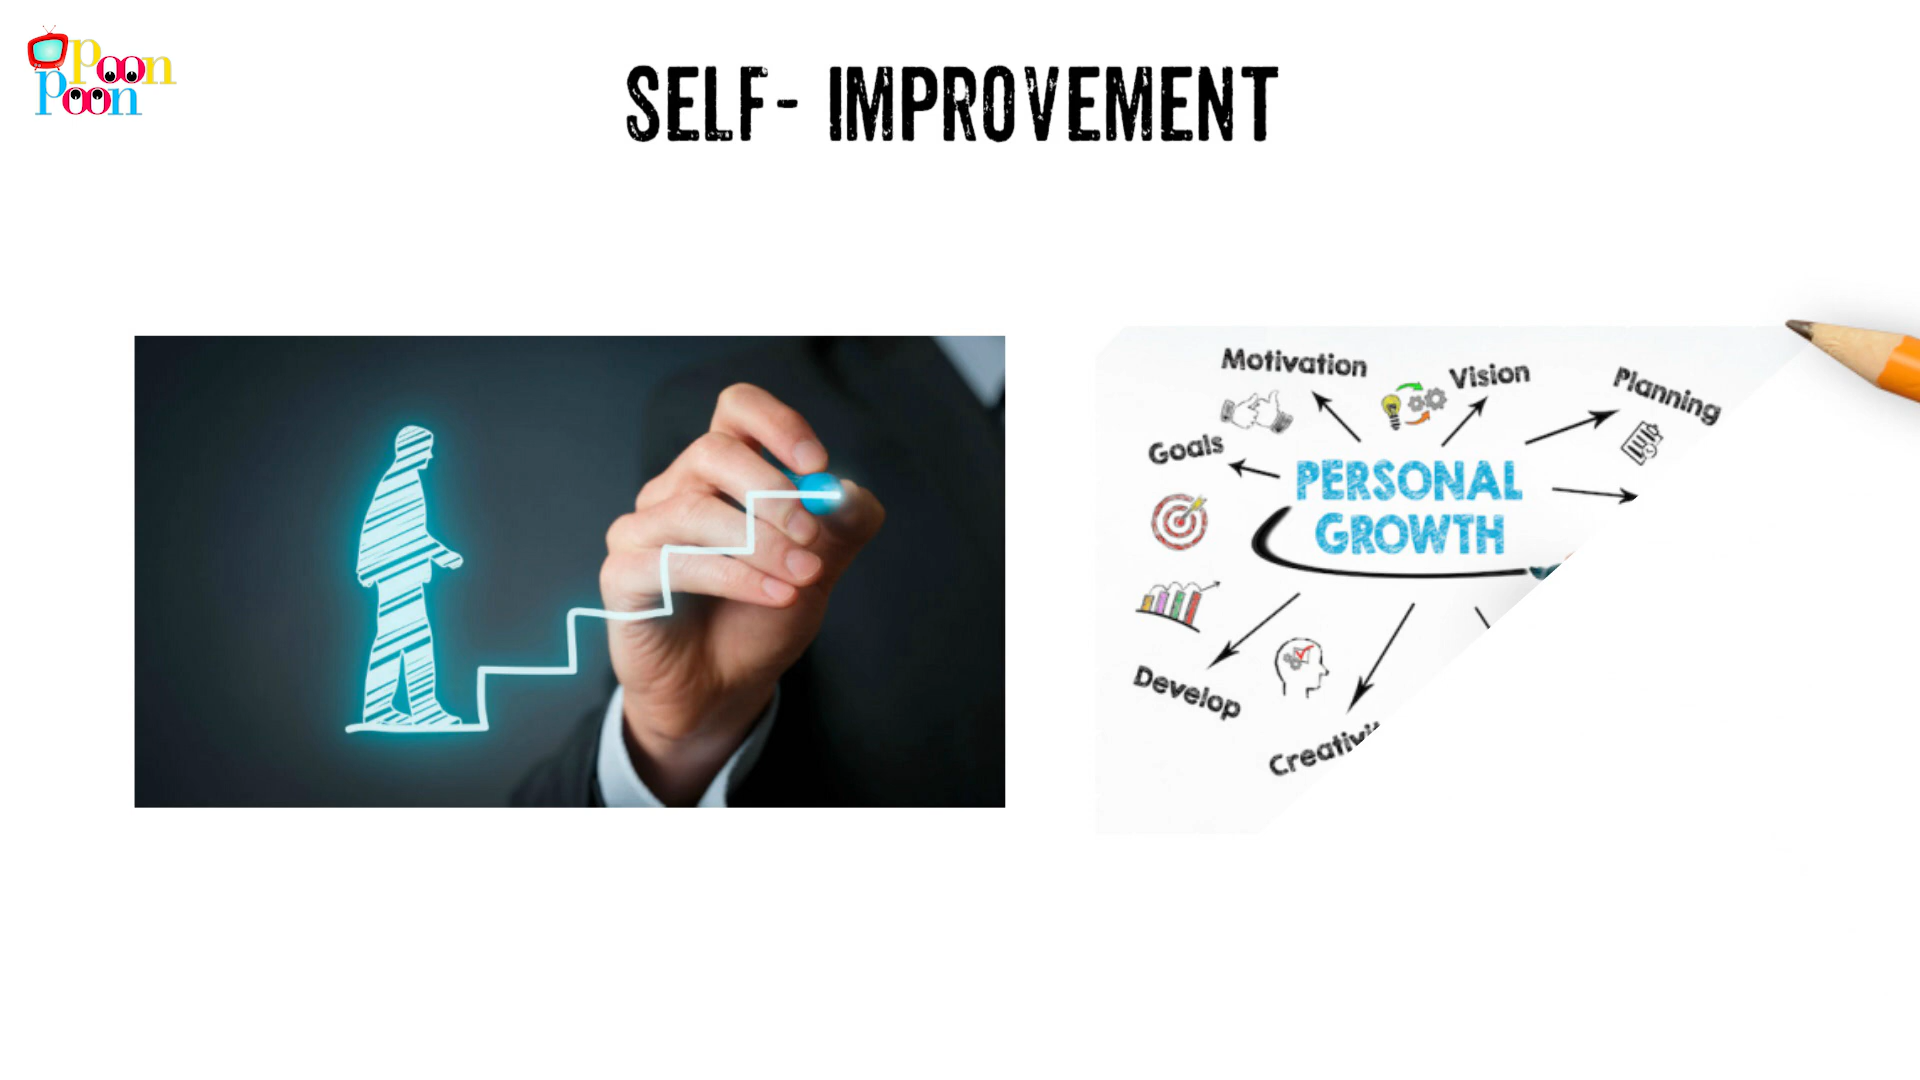 Poon
Poon
SELF- IMPROVEMENT
Motivation
Vision
Planning
Goals
PERSONAL
GROWTH
Develop